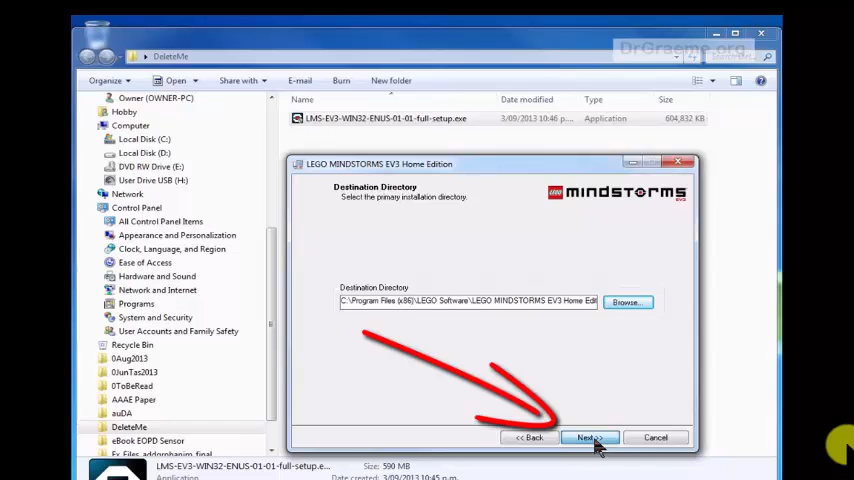 DrGraeme.org
DeleteMe
Organize Open Share with E-mail Burn New folder
Owner (OWNER-PC)
Hobby
Computer
Local Disk (C:)
Local Disk (D:)
DVD RW Drive (E:)
User Drive USB (H:)
Network
Control Panel
All Control Panel Items
Appearance and Personalization
Clock, Language, and Region
Ease of Access
Hardware and Sound
Network and Internet
Programs
System and Security
User Accounts and Family Safety
Recycle Bin
0Aug2013
0JunTas2013
0ToBeRead
AAAE Paper
auDA
DeleteMe
eBook EOPD Sensor
Name Date modified Type Size
LMS-EV3-WIN32-ENUS-01-01-full-setup.exe 3/09/2013 10:46 p.... Application 604,832 KB
LEGO MINDSTORMS EV3 Home Edition
Destination Directory
Select the primary installation directory.
LEGO mindstorms
EV3
Destination Directory
C:\Program Files (x86)\LEGO Software\LEGO MINDSTORMS EV3 Home Edit
Browse...
<< Back Next >> Cancel
LMS-EV3-WIN32-ENUS-01-01-full-setup.e... Size: 590 MB
Application Date created: 3/09/2013 10:45 p.m.